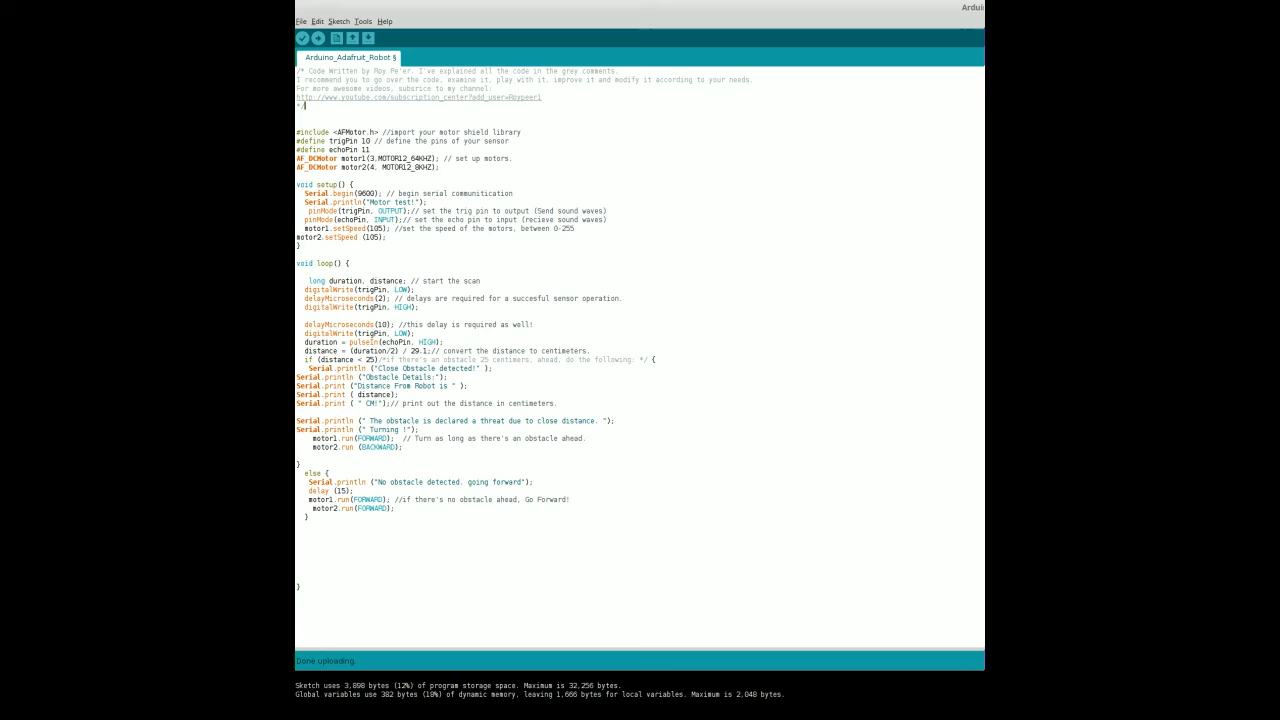 Ardui
File Edit Sketch Tools Help
Arduino_Adafruit_Robot §
/* Code Written by Roy Pe'er. I've explained all the code in the grey comments.
I recommend you to go over the code, examine it, play with it, improve it and modify it according to your needs.
For more awesome videos, subsrice to my channel:
http://www.youtube.com/subscription_center?add_user=Roypeer1
*/
#include <AFMotor.h> //import your motor shield library
#define trigPin 10 // define the pins of your sensor
#define echoPin 11
AF_DCMotor motor1(3,MOTOR12_64KHZ); // set up motors.
AF_DCMotor motor2(4, MOTOR12_8KHZ);
void setup() {
Serial.begin(9600); // begin serial communitication
Serial.println("Motor test!");
pinMode(trigPin, OUTPUT);// set the trig pin to output (Send sound waves)
pinMode(echoPin, INPUT);// set the echo pin to input (recieve sound waves)
motor1.setSpeed(105); //set the speed of the motors, between 0-255
motor2.setSpeed (105);
}
void loop() {
long duration, distance; // start the scan
digitalWrite(trigPin, LOW);
delayMicroseconds(2); // delays are required for a succesful sensor operation.
digitalWrite(trigPin, HIGH);
delayMicroseconds(10); //this delay is required as well!
digitalWrite(trigPin, LOW);
duration = pulseIn(echoPin, HIGH);
distance = (duration/2) / 29.1;// convert the distance to centimeters.
if (distance < 25)/*if there's an obstacle 25 centimers, ahead, do the following: */ {
Serial.println ("Close Obstacle detected!" );
Serial.println ("Obstacle Details:");
Serial.print ("Distance From Robot is " );
Serial.print ( distance);
Serial.print ( " CM!");// print out the distance in centimeters.
Serial.println (" The obstacle is declared a threat due to close distance. ");
Serial.println (" Turning !");
motor1.run(FORWARD);  // Turn as long as there's an obstacle ahead.
motor2.run (BACKWARD);
}
else {
Serial.println ("No obstacle detected. going forward");
delay (15);
motor1.run(FORWARD); //if there's no obstacle ahead, Go Forward!
motor2.run(FORWARD);
}
}
Done uploading.
Sketch uses 3,898 bytes (12%) of program storage space. Maximum is 32,256 bytes.
Global variables use 382 bytes (18%) of dynamic memory, leaving 1,666 bytes for local variables. Maximum is 2,048 bytes.